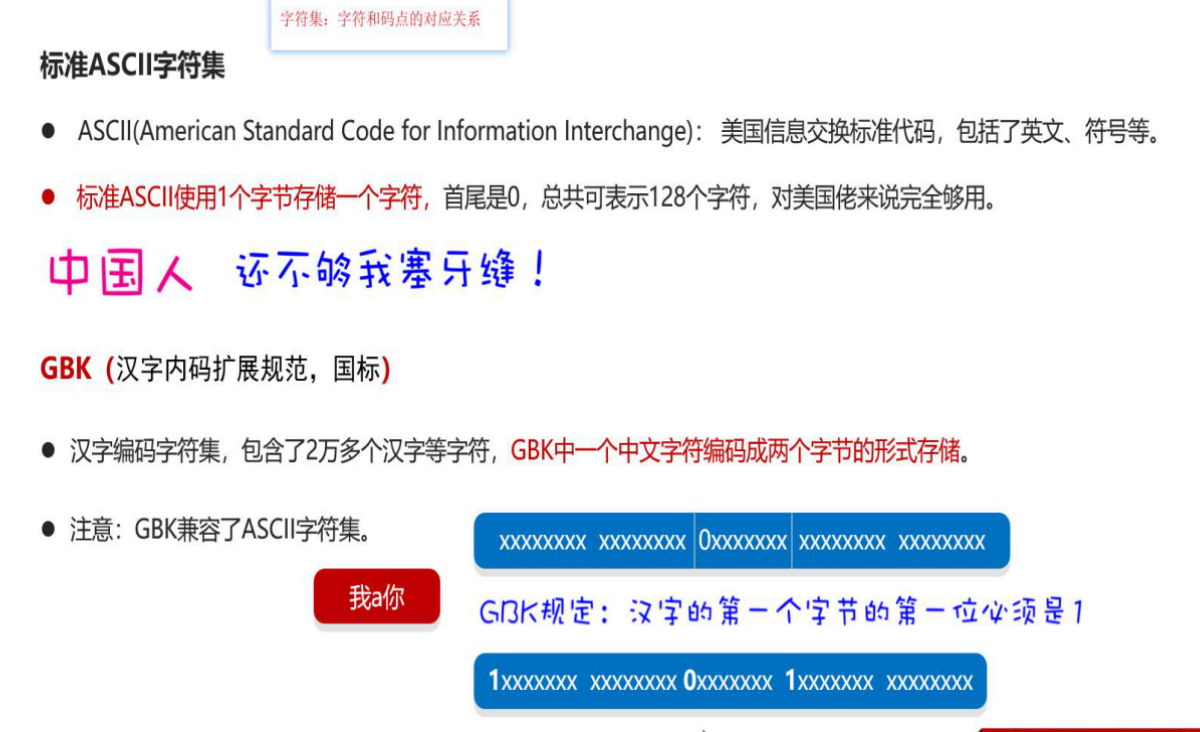 字符集：字符和码点的对应关系
标准ASCII字符集
● ASCII(American Standard Code for Information Interchange)： 美国信息交换标准代码，包括了英文、符号等。
● 标准ASCII使用1个字节存储一个字符，首尾是0，总共可表示128个字符，对美国佬来说完全够用。
中国人 还不够我塞牙缝！
GBK（汉字内码扩展规范，国标）
● 汉字编码字符集，包含了2万多个汉字等字符，GBK中一个中文字符编码成两个字节的形式存储。
● 注意：GBK兼容了ASCII字符集。
xxxxxxxx xxxxxxxx 0xxxxxxx xxxxxxxx xxxxxxxx
我a你
GBK规定：汉字的第一个字节的第一位必须是1
1xxxxxxx xxxxxxxx 0xxxxxxx 1xxxxxxx xxxxxxxx